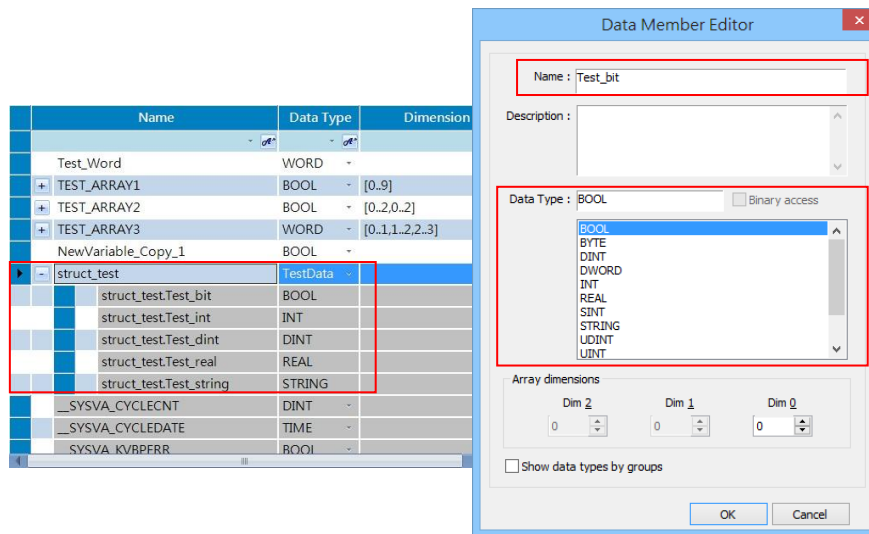 Name Data Type Dimension
Test_Word WORD
TEST_ARRAY1 BOOL [0..9]
TEST_ARRAY2 BOOL [0..2,0..2]
TEST_ARRAY3 WORD [0..1,1..2,2..3]
NewVariable_Copy_1 BOOL
struct_test TestData
struct_test.Test_bit BOOL
struct_test.Test_int INT
struct_test.Test_dint DINT
struct_test.Test_real REAL
struct_test.Test_string STRING
__SYSVA_CYCLECNT DINT
__SYSVA_CYCLEDATE TIME
__SYSVA_KVBPERR BOOL
Data Member Editor
Name : Test_bit
Description :
Data Type : BOOL Binary access
BOOL
BYTE
DINT
DWORD
INT
REAL
SINT
STRING
UDINT
UINT
Array dimensions
Dim 2 Dim 1 Dim 0
0 0 0
Show data types by groups
OK Cancel